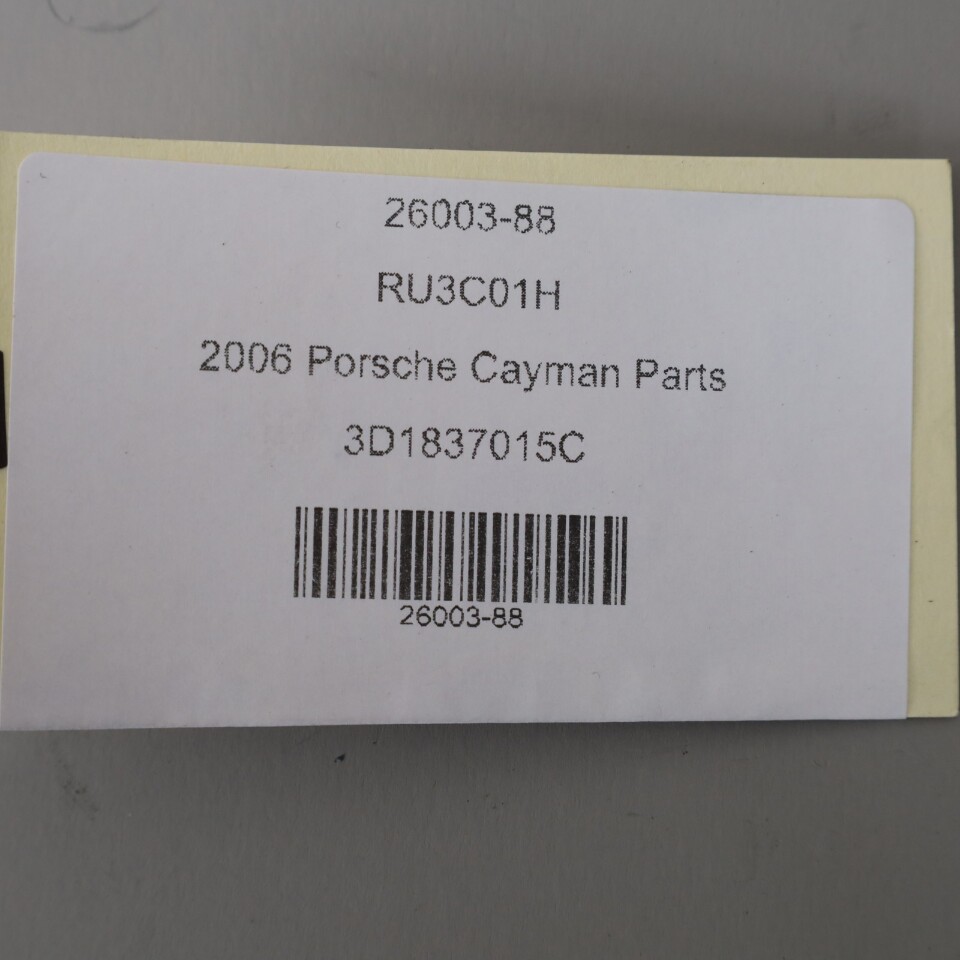 26003-88
RU3C01H
2006 Porsche Cayman Parts
3D1837015C
26003-88